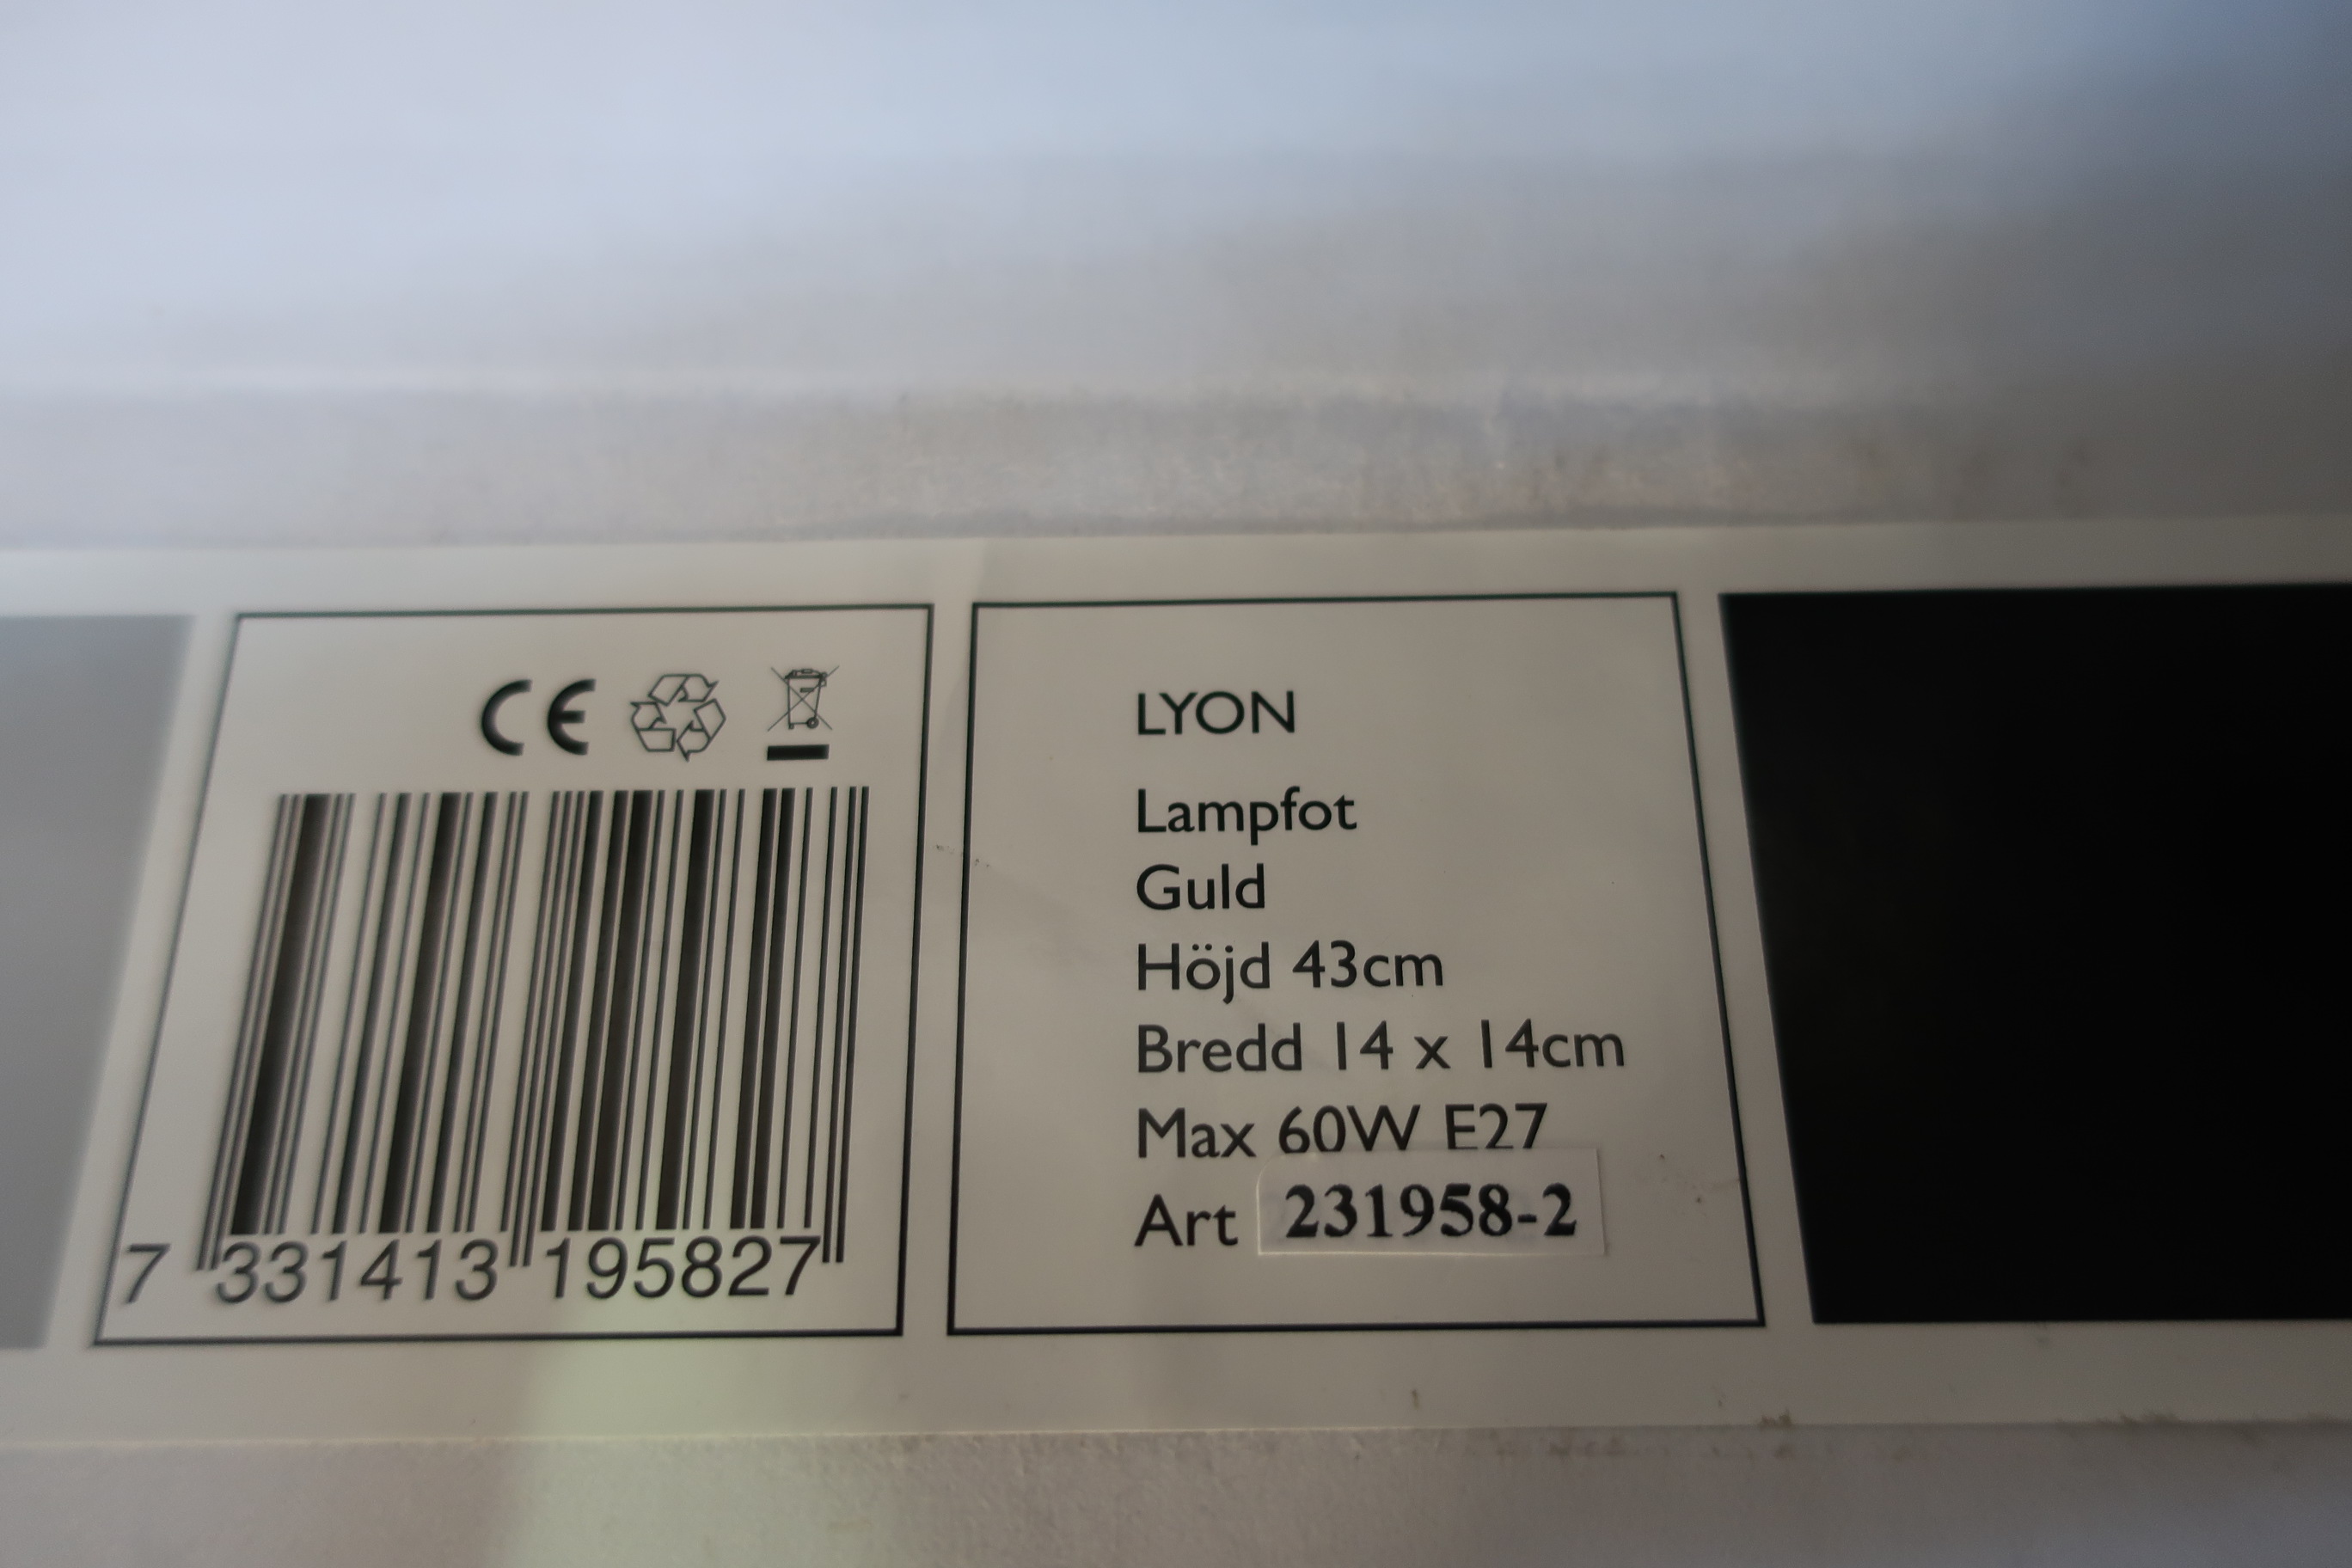 CE
7 331413 195827
LYON
Lampfot
Guld
Höjd 43cm
Bredd 14 x 14cm
Max 60W E27
Art 231958-2